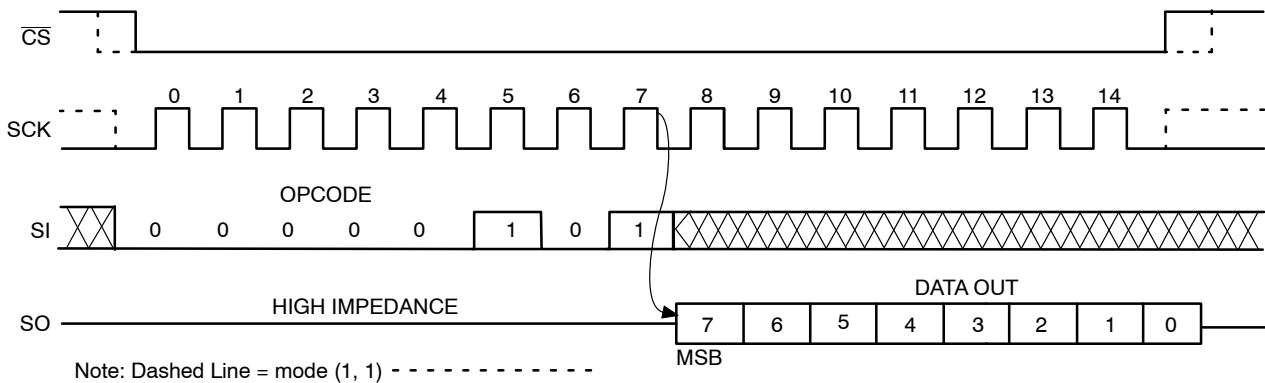 CS
0 1 2 3 4 5 6 7 8 9 10 11 12 13 14
SCK
OPCODE
SI 0 0 0 0 0 1 0 1
DATA OUT
HIGH IMPEDANCE
SO 7 6 5 4 3 2 1 0
MSB
Note: Dashed Line = mode (1, 1)